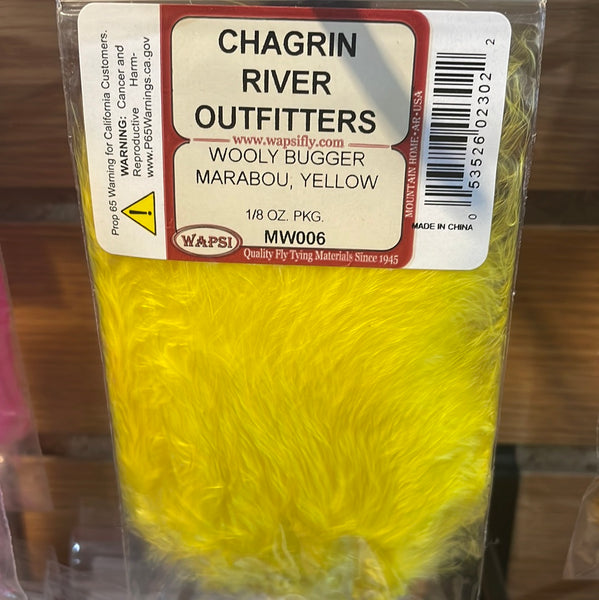 Prop 65 Warning for California Customers.
WARNING: Cancer and
Reproductive Harm-
www.P65Warnings.ca.gov
CHAGRIN
RIVER
OUTFITTERS
www.wapsifly.com
WOOLY BUGGER
MARABOU, YELLOW
1/8 OZ. PKG.
MW006
WAPSI
Quality Fly Tying Materials Since 1945
MOUNTAIN HOME·AR·USA
0 53526 02302 2
MADE IN CHINA